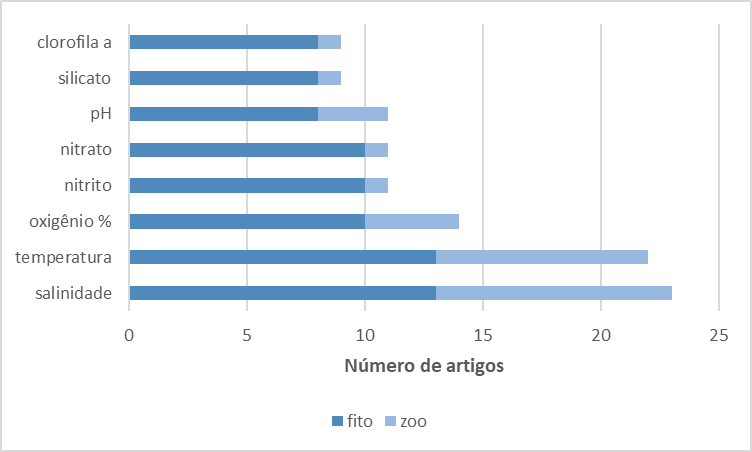 clorofila a
silicato
pH
nitrato
nitrito
oxigênio %
temperatura
salinidade
0 5 10 15 20 25
Número de artigos
fito zoo